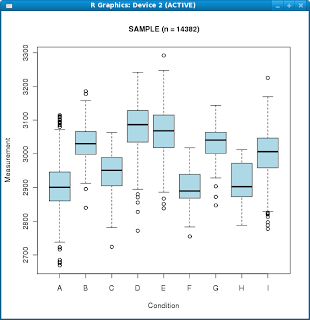 R Graphics: Device 2 (ACTIVE)
SAMPLE (n = 14382)
3300
3200
3100
3000
2900
2800
2700
Measurement
A B C D E F G H I
Condition